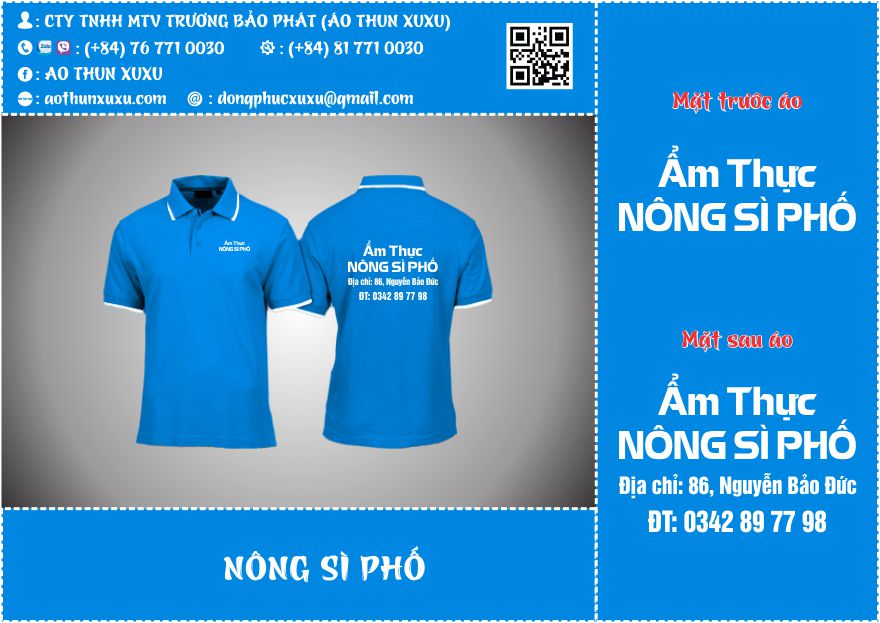 : CTY TNHH MTV TRƯƠNG BẢO PHÁT (ÁO THUN XUXU)
Zalo : (+84) 76 771 0030 : (+84) 81 771 0030
f : AO THUN XUXU
www : aothunxuxu.com @ : dongphucxuxu@gmail.com
Ẩm Thực
NÔNG SÌ PHỐ
Ẩm Thực
NÔNG SÌ PHỐ
Địa chỉ: 86, Nguyễn Bảo Đức
ĐT: 0342 89 77 98
NÔNG SÌ PHỐ
Mặt trước áo
Ẩm Thực
NÔNG SÌ PHỐ
Mặt sau áo
Ẩm Thực
NÔNG SÌ PHỐ
Địa chỉ: 86, Nguyễn Bảo Đức
ĐT: 0342 89 77 98